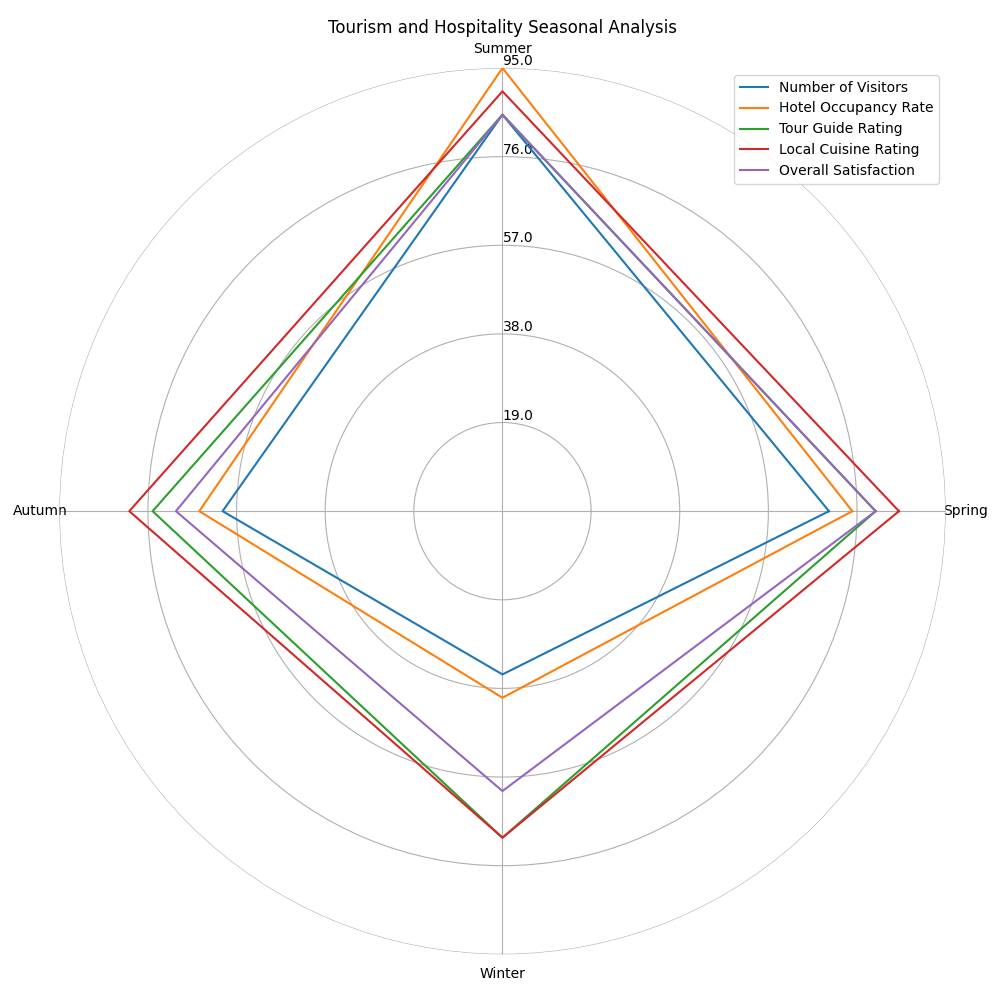 Tourism and Hospitality Seasonal Analysis
Summer
95.0
76.0
57.0
38.0
19.0
Number of Visitors
Hotel Occupancy Rate
Tour Guide Rating
Local Cuisine Rating
Overall Satisfaction
Autumn
Spring
Winter